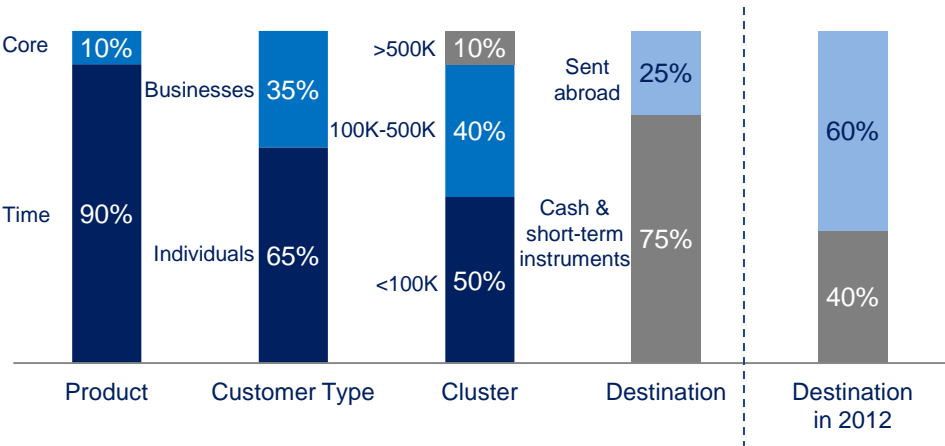 Core
10%
Time
90%
Product
Businesses
35%
Individuals
65%
Customer Type
>500K
10%
100K-500K
40%
<100K
50%
Cluster
Sent
abroad
25%
Cash &
short-term
instruments
75%
Destination
60%
40%
Destination
in 2012